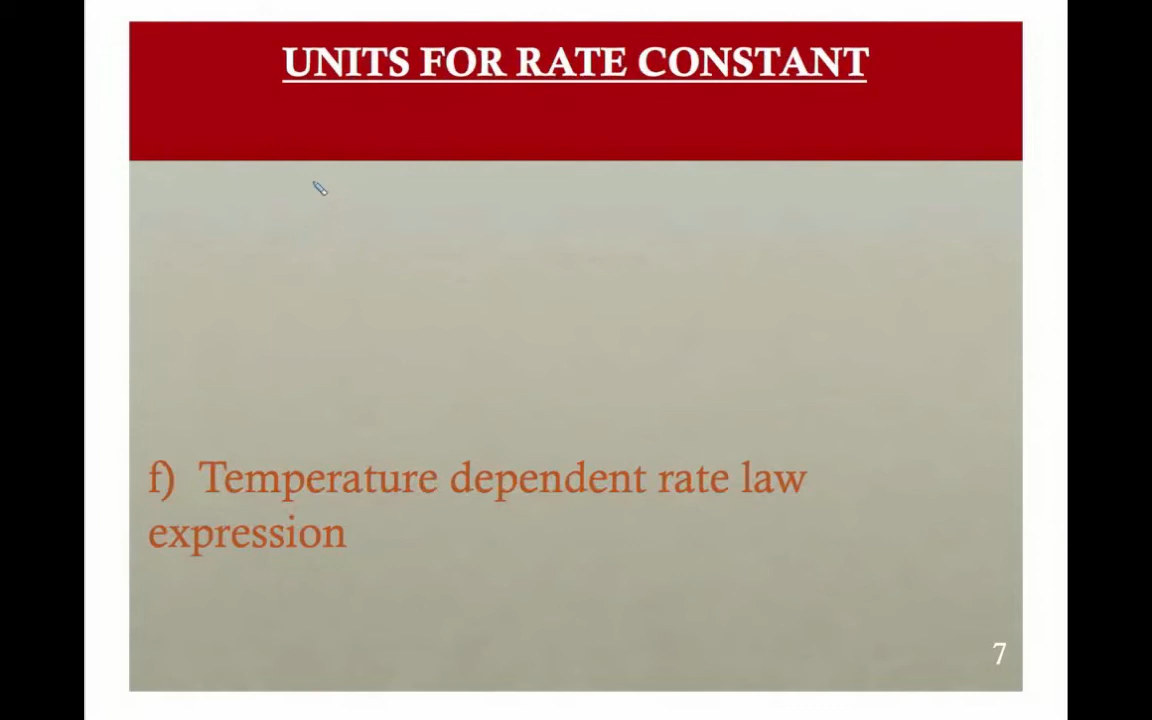 UNITS FOR RATE CONSTANT
f) Temperature dependent rate law
expression
7